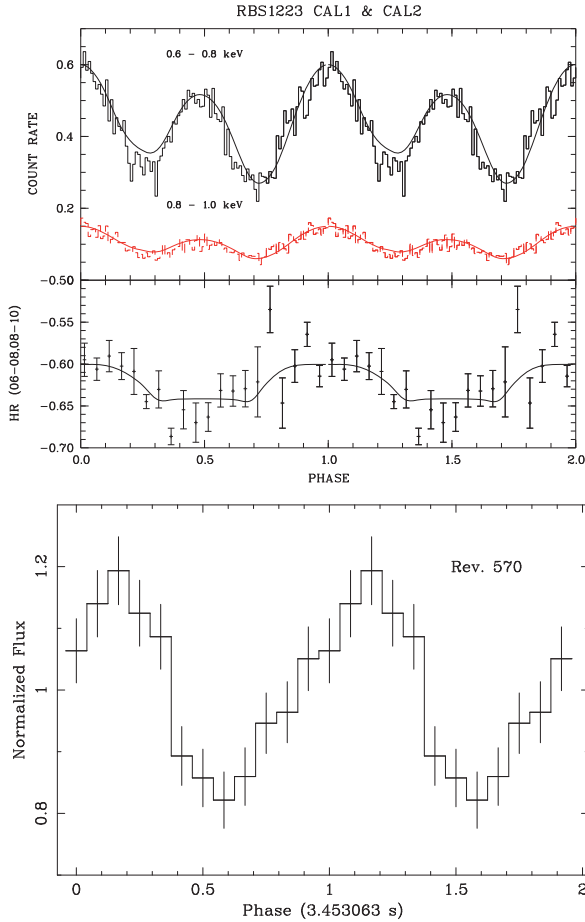 RBS1223 CAL1 & CAL2
COUNT RATE
0.6
0.4
0.2
0.6 − 0.8 keV
0.8 − 1.0 keV
HR (06−08,08−10)
−0.50
−0.55
−0.60
−0.65
−0.70
0.0 0.5 1.0 1.5 2.0
PHASE
Normalized Flux
1.2
1
0.8
Rev. 570
0 0.5 1 1.5 2
Phase (3.453063 s)